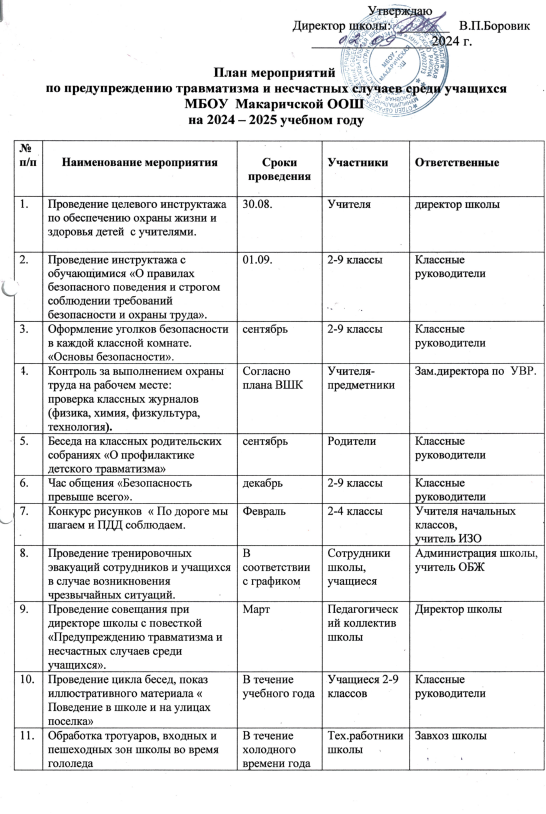 Утверждаю
Директор школы: В.П.Боровик
02.09 2024 г.
План мероприятий
по предупреждению травматизма и несчастных случаев среди учащихся
МБОУ Макаричской ООШ
на 2024 – 2025 учебном году
№ п/п Наименование мероприятия Сроки проведения Участники Ответственные
1. Проведение целевого инструктажа 30.08. Учителя директор школы
по обеспечению охраны жизни и
здоровья детей с учителями.
2. Проведение инструктажа с 01.09. 2-9 классы Классные
обучающимися «О правилах руководители
безопасного поведения и строгом
соблюдении требований
безопасности и охраны труда».
3. Оформление уголков безопасности сентябрь 2-9 классы Классные
в каждой классной комнате. руководители
«Основы безопасности».
4. Контроль за выполнением охраны Согласно Учителя- Зам.директора по УВР.
труда на рабочем месте: плана ВШК предметники
проверка классных журналов
(физика, химия, физкультура,
технология).
5. Беседа на классных родительских сентябрь Родители Классные
собраниях «О профилактике руководители
детского травматизма»
6. Час общения «Безопасность декабрь 2-9 классы Классные
превыше всего». руководители
7. Конкурс рисунков « По дороге мы Февраль 2-4 классы Учителя начальных
шагаем и ПДД соблюдаем. классов,
учитель ИЗО
8. Проведение тренировочных В Сотрудники Администрация школы,
эвакуаций сотрудников и учащихся соответствии школы, учитель ОБЖ
в случае возникновения с графиком учащиеся
чрезвычайных ситуаций.
9. Проведение совещания при Март Педагогическ Директор школы
директоре школы с повесткой ий коллектив
«Предупреждению травматизма и школы
несчастных случаев среди
учащихся».
10. Проведение цикла бесед, показ В течение Учащиеся 2-9 Классные
иллюстративного материала « учебного года классов руководители
Поведение в школе и на улицах
поселка»
11. Обработка тротуаров, входных и В течение Тех.работники Завхоз школы
пешеходных зон школы во время холодного школы
гололеда времени года